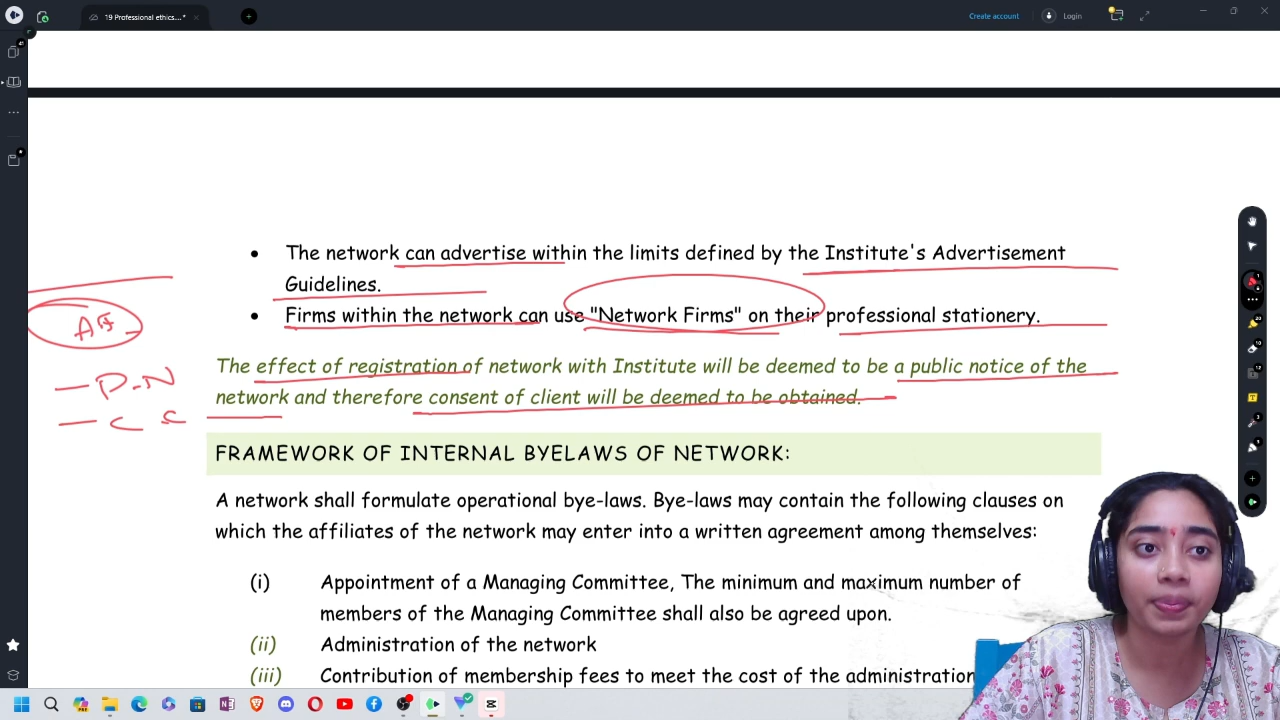 19 Professional ethics....*
Create account
Login
• The network can advertise within the limits defined by the Institute's Advertisement
Guidelines.
• Firms within the network can use "Network Firms" on their professional stationery.
The effect of registration of network with Institute will be deemed to be a public notice of the
network and therefore consent of client will be deemed to be obtained.
— P-N
— C C
FRAMEWORK OF INTERNAL BYELAWS OF NETWORK:
A network shall formulate operational bye-laws. Bye-laws may contain the following clauses on
which the affiliates of the network may enter into a written agreement among themselves:
(i) Appointment of a Managing Committee, The minimum and maximum number of
members of the Managing Committee shall also be agreed upon.
(ii) Administration of the network
(iii) Contribution of membership fees to meet the cost of the administration